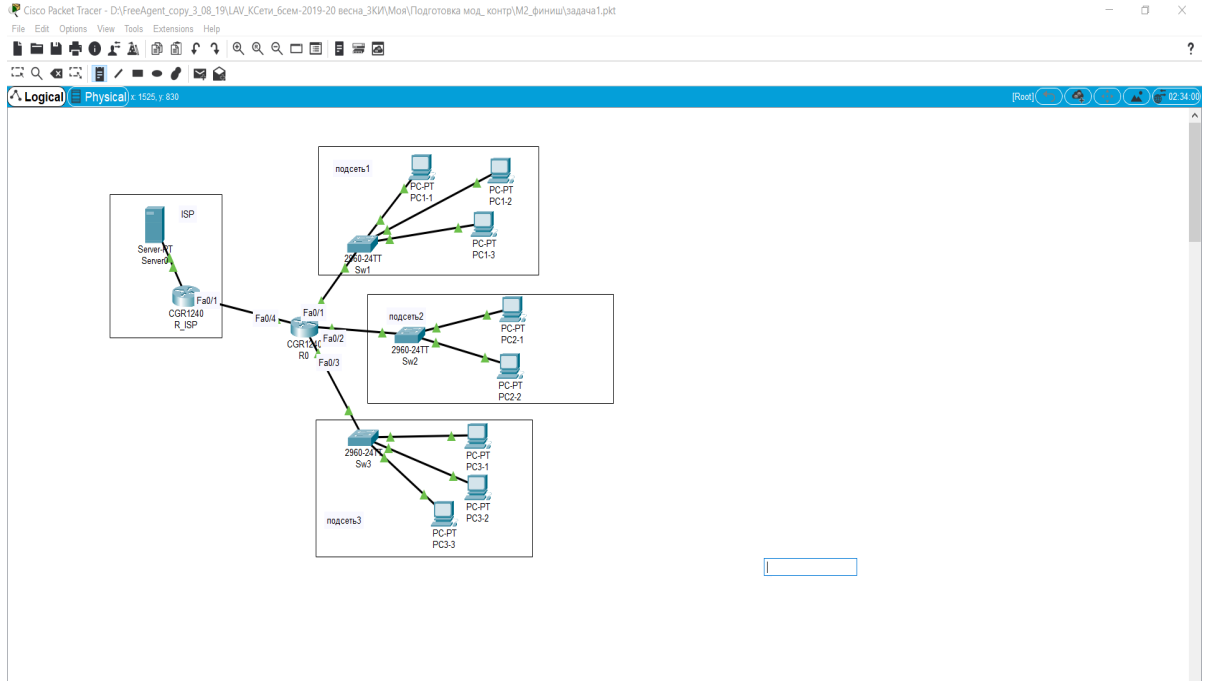 Cisco Packet Tracer - D:\FreeAgent_copy_3_08_19\LAV_КСети_6сем-2019-20 весна_3КИ\Моя\Подготовка мод_ контр\М2_финиш\задача1.pkt
File Edit Options View Tools Extensions Help
?
Logical Physical x: 1525, y: 830 [Root] 02:34:00
подсеть1
PC-PT
PC1-1
PC-PT
PC1-2
PC-PT
PC1-3
2960-24TT
Sw1
ISP
Server-PT
Server0
Fa0/1
CGR1240
R_ISP
Fa0/4
Fa0/1
Fa0/2
CGR1240
R0
Fa0/3
подсеть2
PC-PT
PC2-1
2960-24TT
Sw2
PC-PT
PC2-2
2960-24TT
Sw3
PC-PT
PC3-1
PC-PT
PC3-2
подсеть3
PC-PT
PC3-3